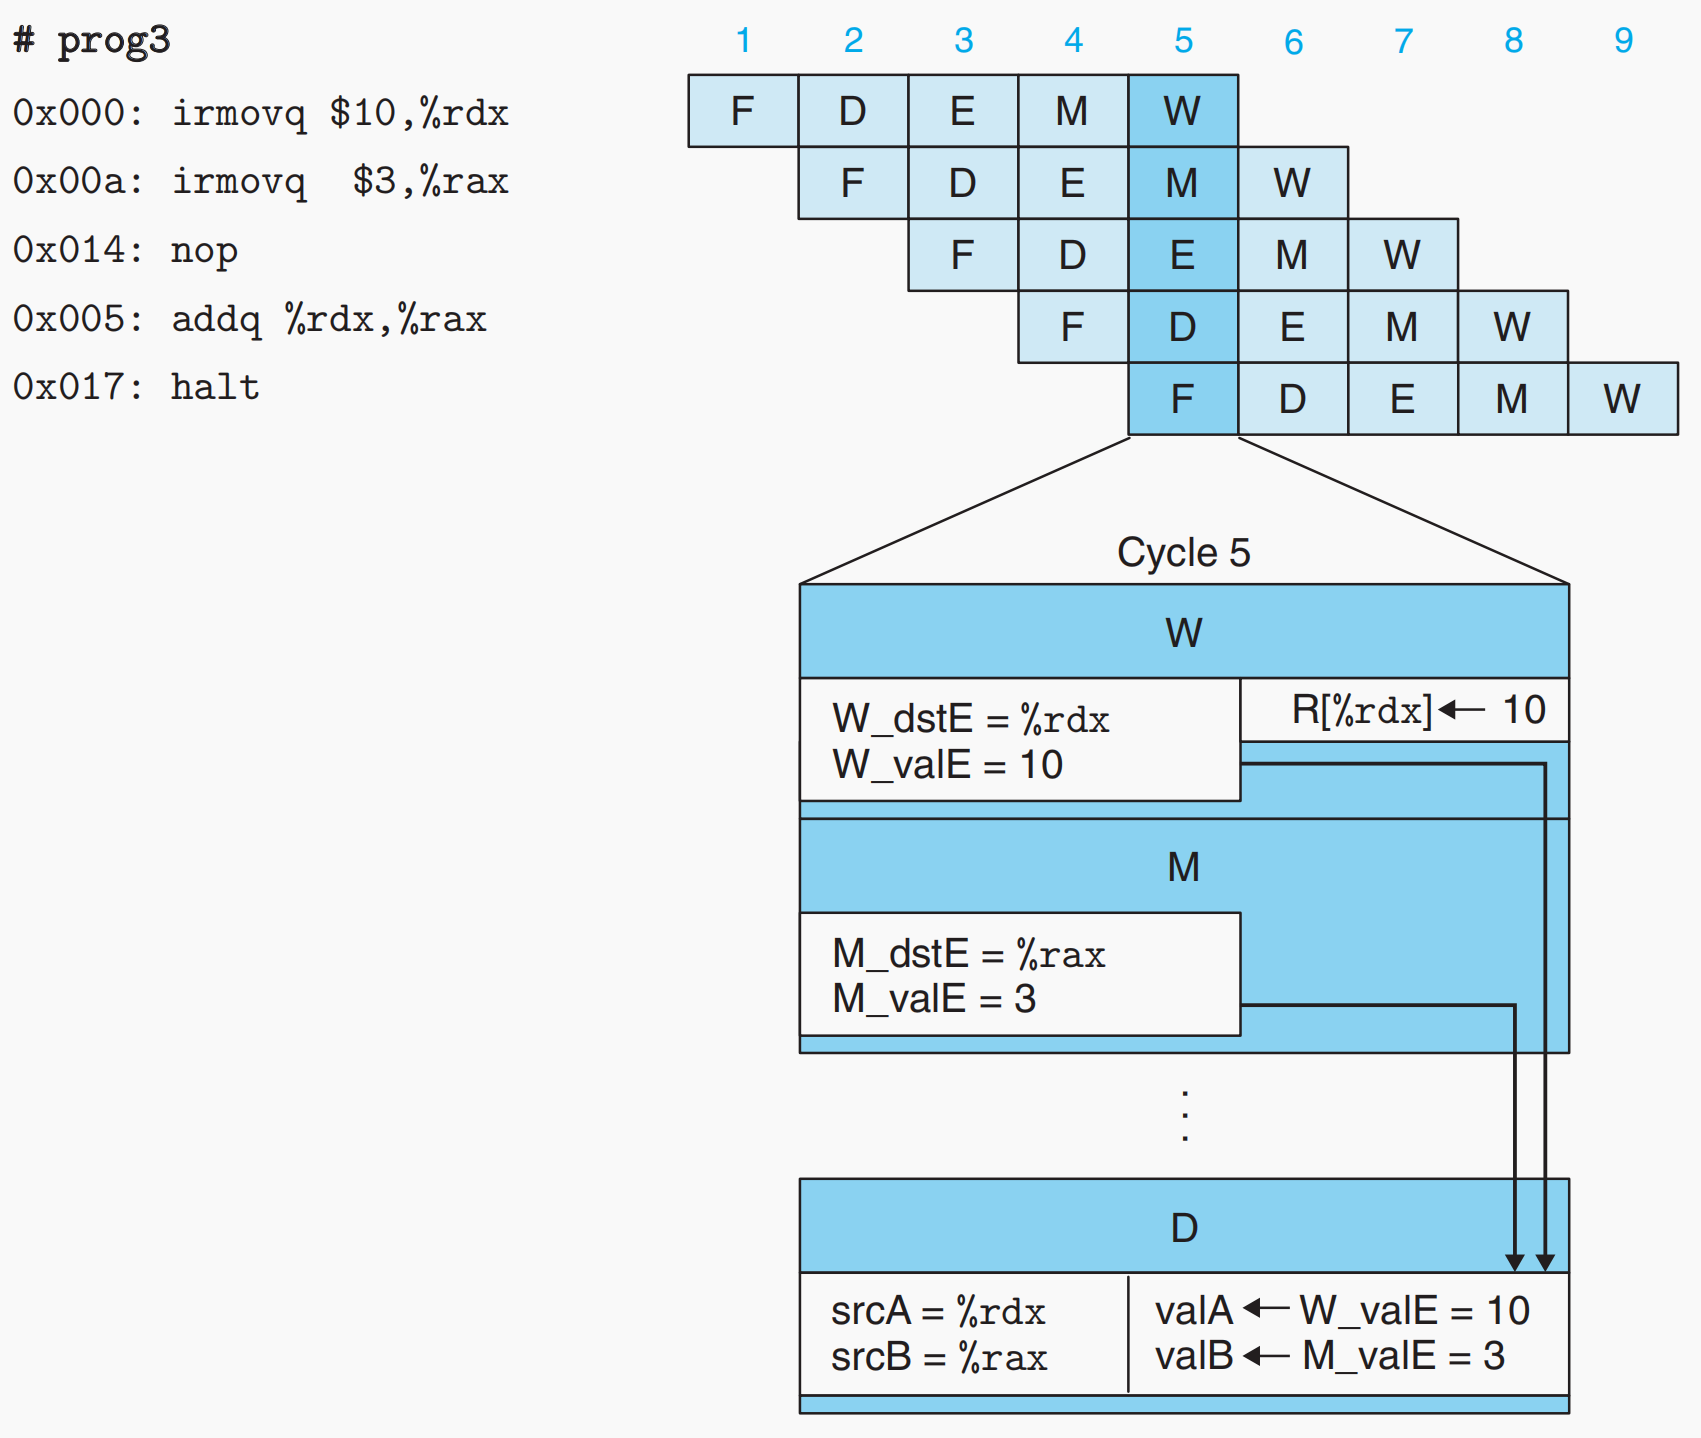 # prog3
1 2 3 4 5 6 7 8 9
0x000: irmovq $10,%rdx
F D E M W
0x00a: irmovq $3,%rax
F D E M W
0x014: nop
F D E M W
0x005: addq %rdx,%rax
F D E M W
0x017: halt
F D E M W
Cycle 5
W
W_dstE = %rdx
W_valE = 10
R[%rdx] ← 10
M
M_dstE = %rax
M_valE = 3
D
srcA = %rdx
srcB = %rax
valA ← W_valE = 10
valB ← M_valE = 3